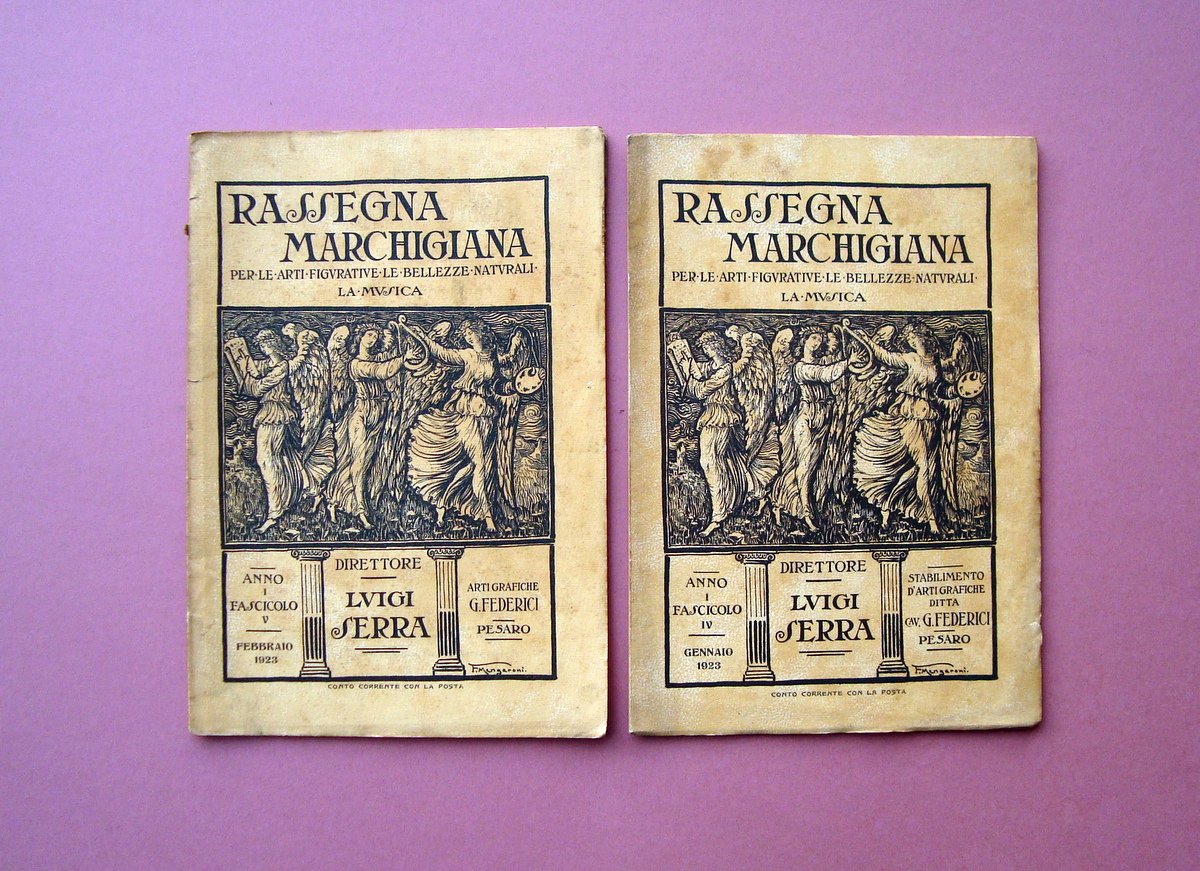 RASSEGNA
MARCHIGIANA
PER·LE·ARTI·FIGVRATIVE·LE·BELLEZZE·NATVRALI·
LA·MVSICA
ANNO
I
FASCICOLO
V
FEBBRAIO
1923
DIRETTORE
LVIGI
SERRA
ARTI GRAFICHE
G. FEDERICI
PESARO
F. Mengaroni.
CONTO CORRENTE CON LA POSTA
RASSEGNA
MARCHIGIANA
PER·LE·ARTI·FIGVRATIVE·LE·BELLEZZE·NATVRALI·
LA·MVSICA
ANNO
I
FASCICOLO
IV
GENNAIO
1923
DIRETTORE
LVIGI
SERRA
STABILIMENTO
D'ARTI GRAFICHE
DITTA
CAV. G. FEDERICI
PESARO
F. Mengaroni.
CONTO CORRENTE CON LA POSTA